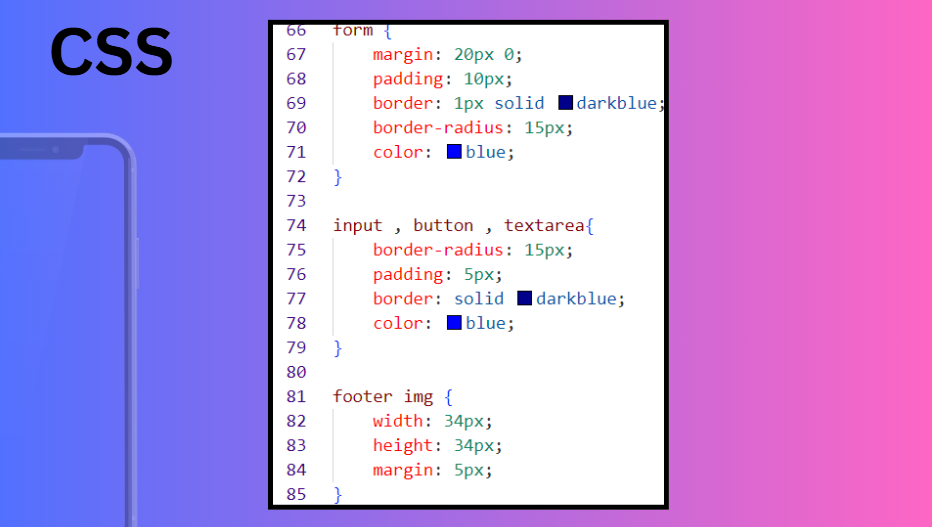 CSS
66 form {
67 margin: 20px 0;
68 padding: 10px;
69 border: 1px solid darkblue;
70 border-radius: 15px;
71 color: blue;
72 }
73
74 input , button , textarea{
75 border-radius: 15px;
76 padding: 5px;
77 border: solid darkblue;
78 color: blue;
79 }
80
81 footer img {
82 width: 34px;
83 height: 34px;
84 margin: 5px;
85 }